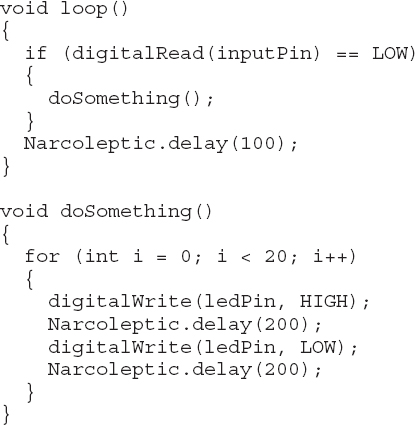 void loop()
{
  if (digitalRead(inputPin) == LOW)
  {
    doSomething();
  }
  Narcoleptic.delay(100);
}

void doSomething()
{
  for (int i = 0; i < 20; i++)
  {
    digitalWrite(ledPin, HIGH);
    Narcoleptic.delay(200);
    digitalWrite(ledPin, LOW);
    Narcoleptic.delay(200);
  }
}